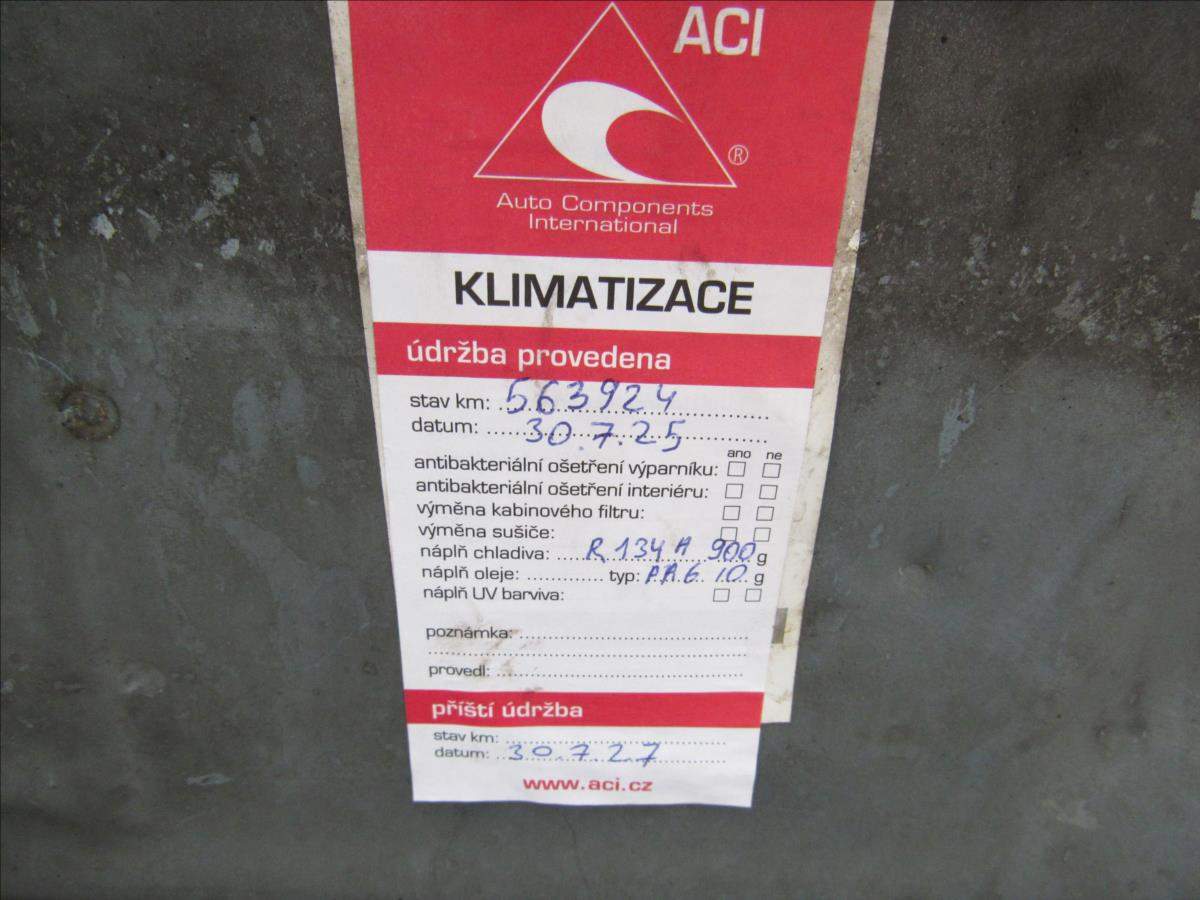 ACI
®
Auto Components
International
KLIMATIZACE
údržba provedena
stav km: 563924
datum: 30.7.25
ano ne
antibakteriální ošetření výparníku:
antibakteriální ošetření interiéru:
výměna kabinového filtru:
výměna sušiče:
náplň chladiva: R 134 A 900 g
náplň oleje: typ: PAG 10 g
náplň UV barviva:
poznámka:
provedl:
příští údržba
stav km:
datum: 30.7.27
www.aci.cz